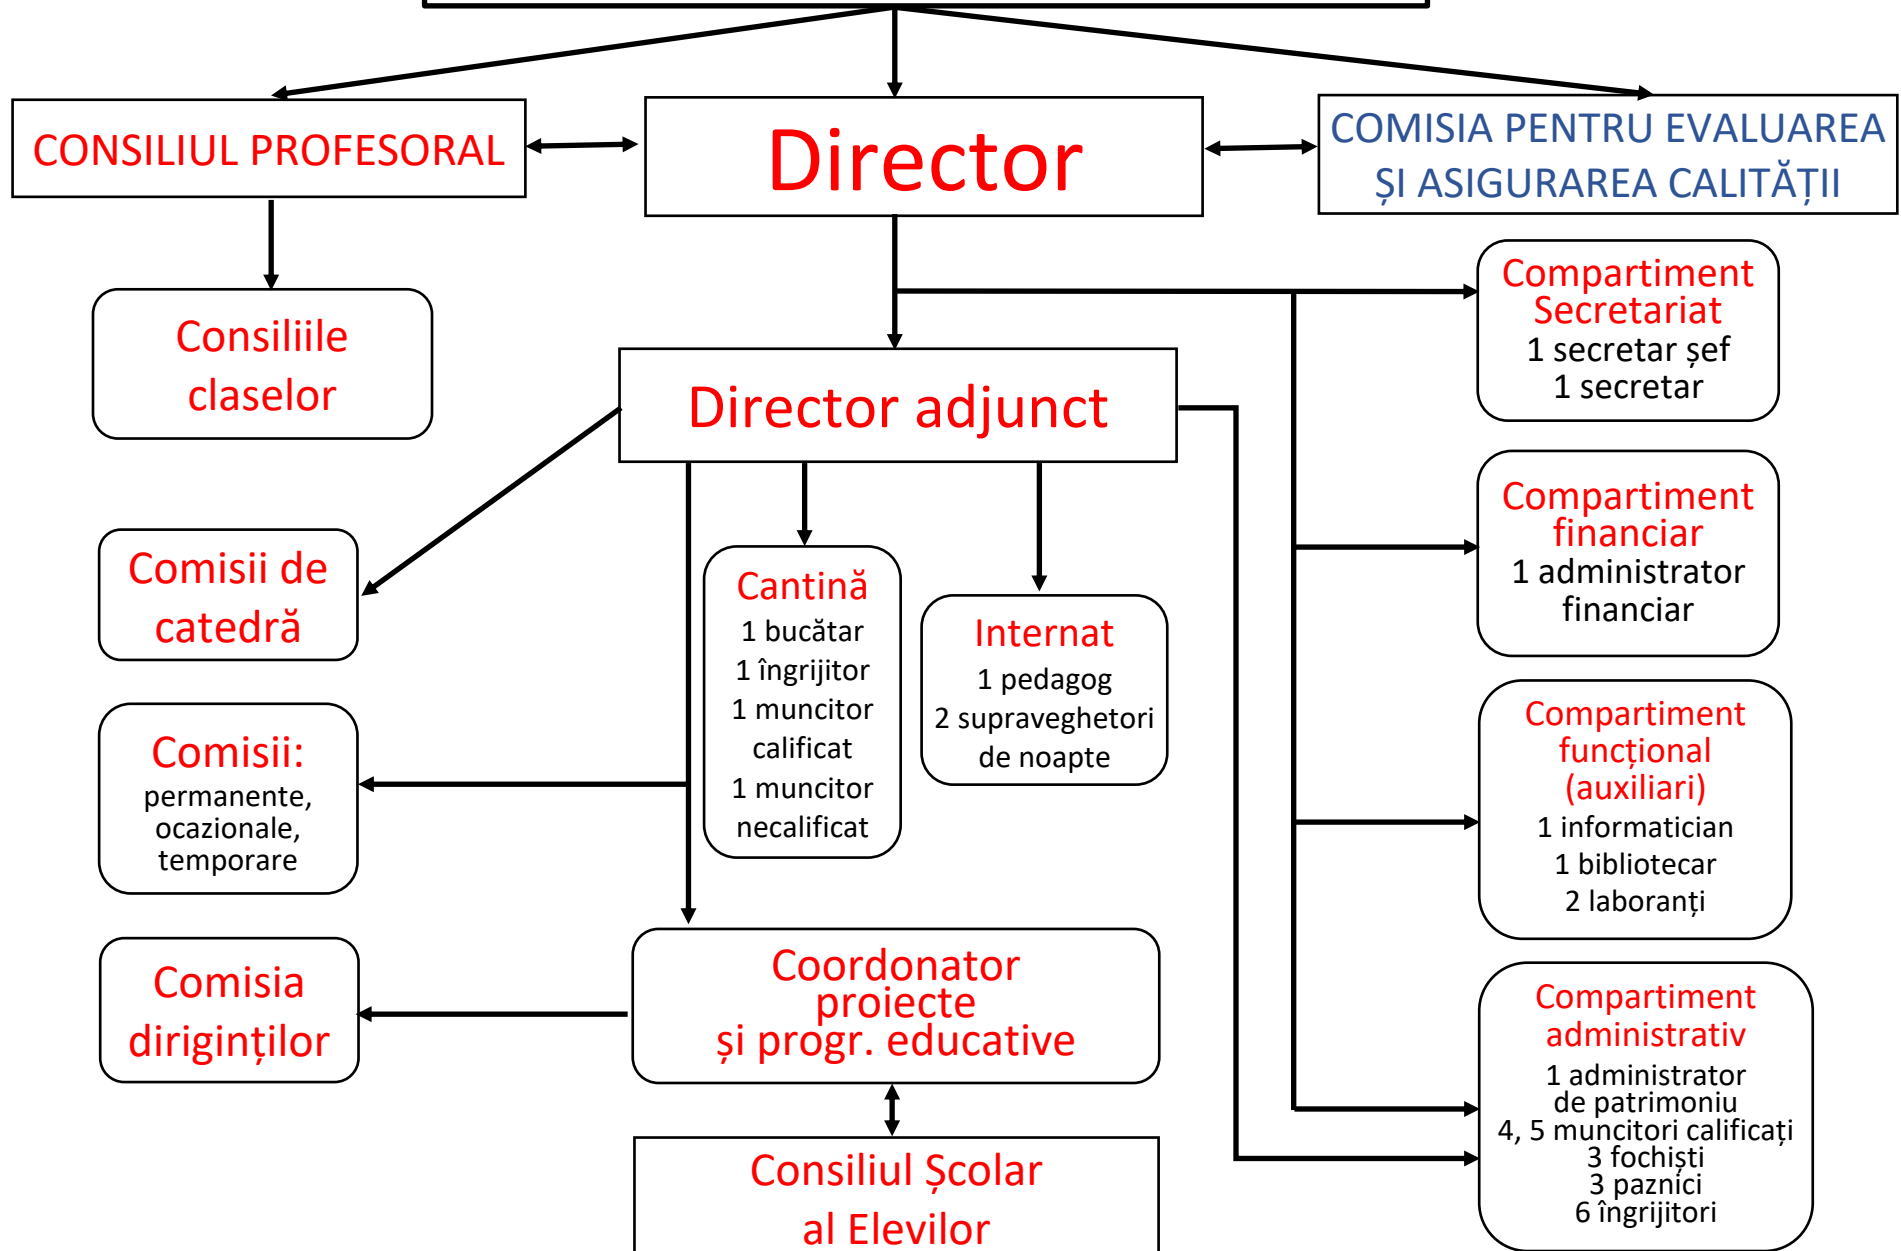 CONSILIUL PROFESORAL
Director
COMISIA PENTRU EVALUAREA
ȘI ASIGURAREA CALITĂȚII
Consiliile
claselor
Compartiment
Secretariat
1 secretar șef
1 secretar
Director adjunct
Compartiment
financiar
1 administrator
financiar
Comisii de
catedră
Cantină
1 bucătar
1 îngrijitor
1 muncitor
calificat
1 muncitor
necalificat
Internat
1 pedagog
2 supraveghetori
de noapte
Comisii:
permanente,
ocazionale,
temporare
Compartiment
funcțional
(auxiliari)
1 informatician
1 bibliotecar
2 laboranți
Comisia
diriginților
Coordonator
proiecte
și progr. educative
Compartiment
administrativ
1 administrator
de patrimoniu
4, 5 muncitori calificați
3 fochiști
3 paznici
6 îngrijitori
Consiliul Școlar
al Elevilor